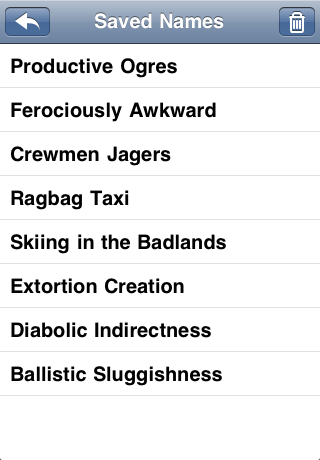 Saved Names
Productive Ogres
Ferociously Awkward
Crewmen Jagers
Ragbag Taxi
Skiing in the Badlands
Extortion Creation
Diabolic Indirectness
Ballistic Sluggishness